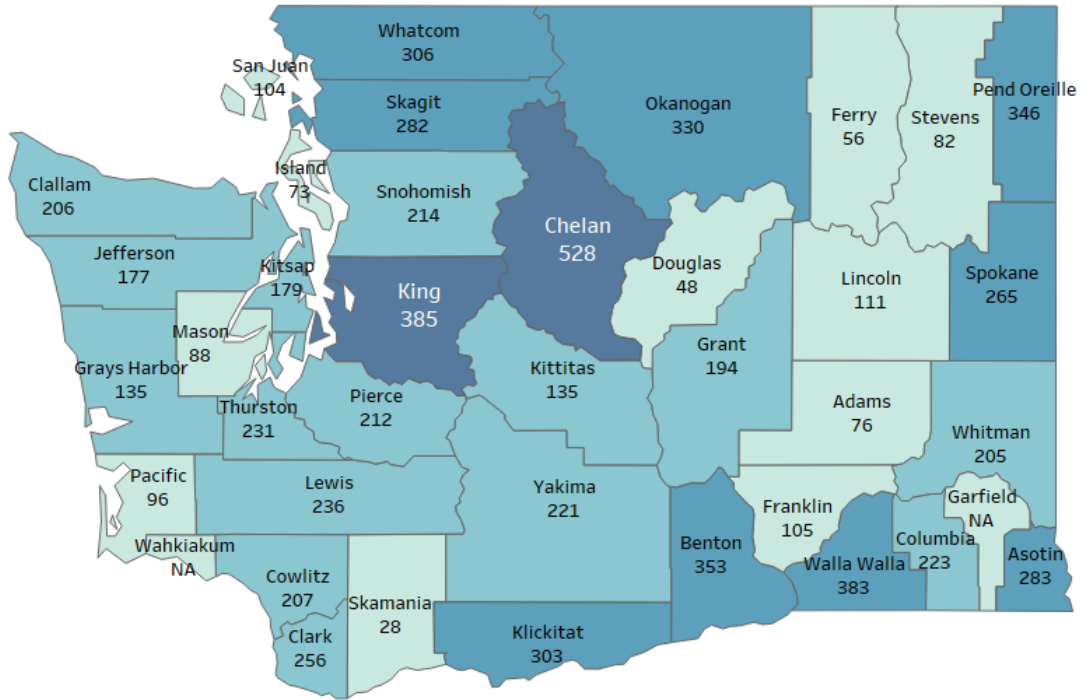 Whatcom
306
San Juan
104
Skagit
282
Okanogan
330
Ferry
56
Stevens
82
Pend Oreille
346
Clallam
206
Island
73
Snohomish
214
Chelan
528
Jefferson
177
Kitsap
179
King
385
Douglas
48
Lincoln
111
Spokane
265
Mason
88
Grays Harbor
135
Thurston
231
Pierce
212
Kittitas
135
Grant
194
Adams
76
Whitman
205
Pacific
96
Lewis
236
Yakima
221
Franklin
105
Garfield
NA
Wahkiakum
NA
Cowlitz
207
Skamania
28
Benton
353
Walla Walla
383
Columbia
223
Asotin
283
Clark
256
Klickitat
303